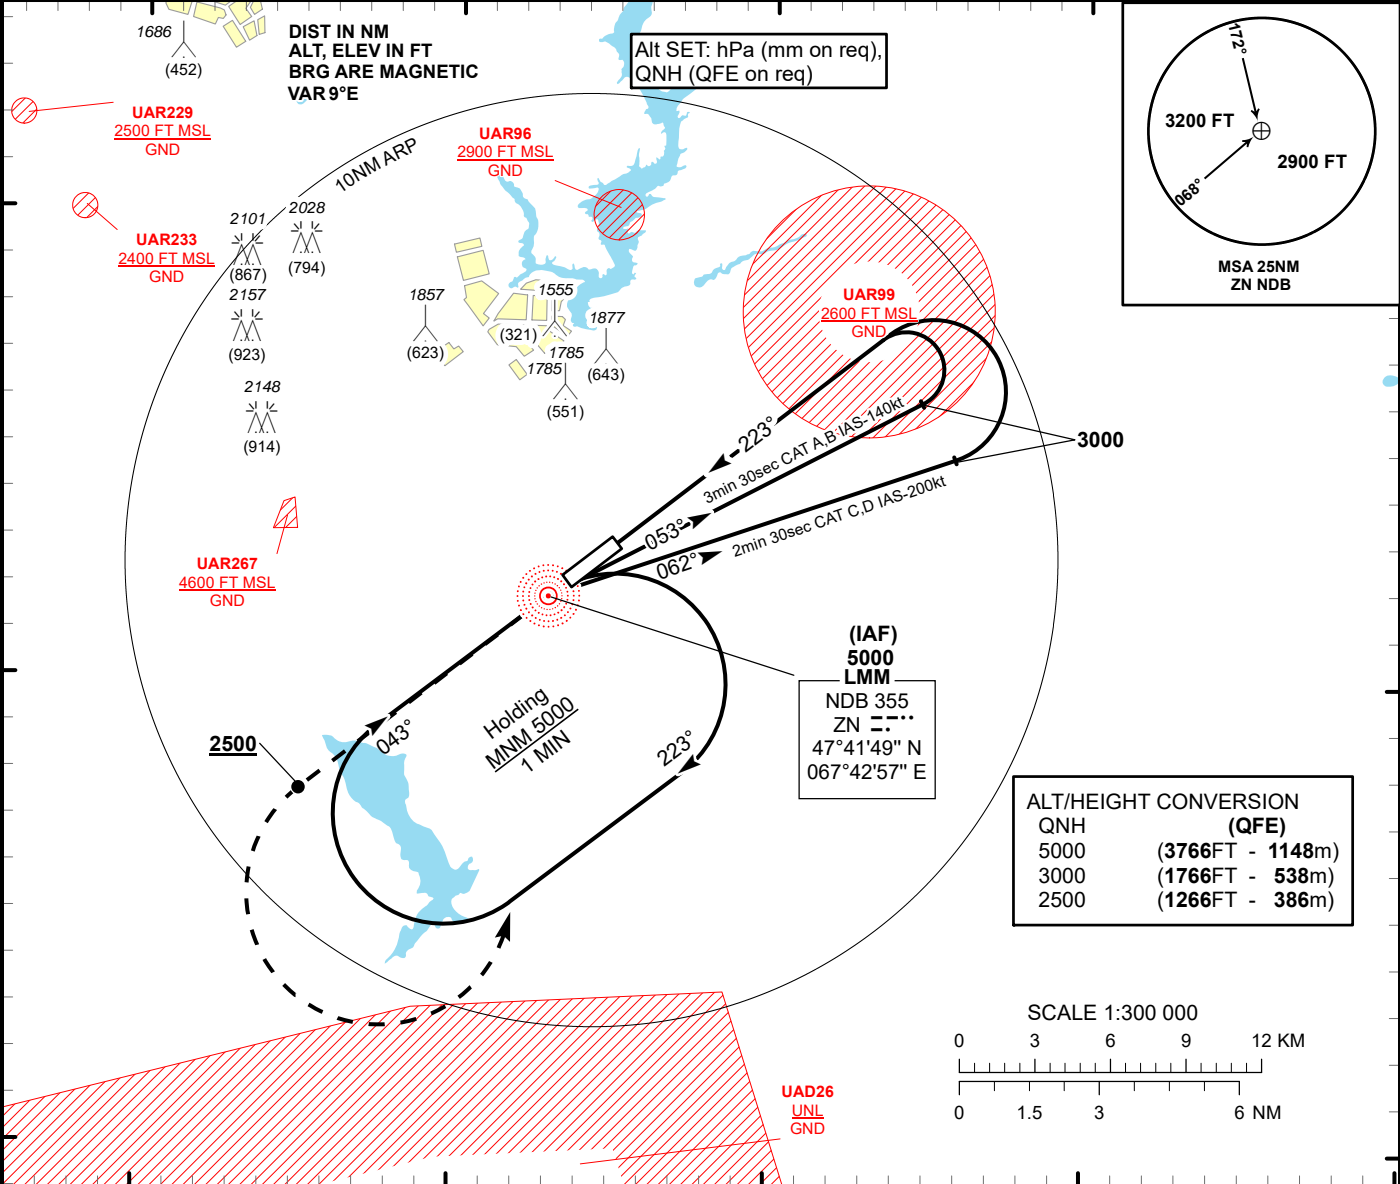 1686
(452)
DIST IN NM
ALT, ELEV IN FT
BRG ARE MAGNETIC
VAR 9°E
Alt SET: hPa (mm on req),
QNH (QFE on req)
172°
3200 FT
2900 FT
068°
MSA 25NM
ZN NDB
UAR229
2500 FT MSL
GND
UAR96
2900 FT MSL
GND
10NM ARP
UAR233
2400 FT MSL
GND
2101
(867)
2028
(794)
2157
(923)
2148
(914)
1857
(623)
1555
(321)
1877
(643)
1785
1785
(551)
UAR99
2600 FT MSL
GND
223°
3min 30sec CAT A,B IAS-140kt
053°
2min 30sec CAT C,D IAS-200kt
062°
3000
UAR267
4600 FT MSL
GND
(IAF)
5000
LMM
NDB 355
ZN
47°41'49" N
067°42'57" E
Holding
MNM 5000
1 MIN
043°
223°
2500
ALT/HEIGHT CONVERSION
QNH (QFE)
5000 (3766FT - 1148m)
3000 (1766FT - 538m)
2500 (1266FT - 386m)
SCALE 1:300 000
0 3 6 9 12 KM
0 1.5 3 6 NM
UAD26
UNL
GND